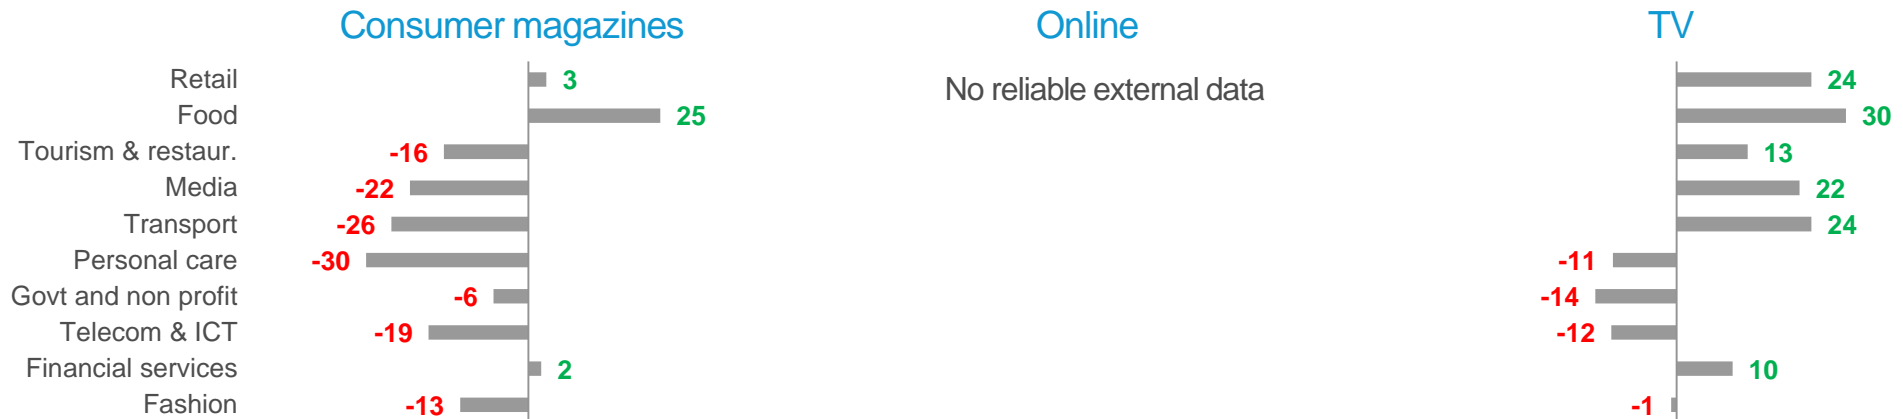 Consumer magazines Online TV
Retail 3 No reliable external data 24
Food 25 30
Tourism & restaur. -16 13
Media -22 22
Transport -26 24
Personal care -30 -11
Govt and non profit -6 -14
Telecom & ICT -19 -12
Financial services 2 10
Fashion -13 -1